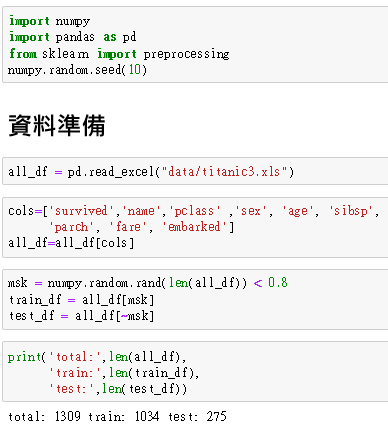 import numpy
import pandas as pd
from sklearn import preprocessing
numpy.random.seed(10)
資料準備
all_df = pd.read_excel("data/titanic3.xls")
cols=['survived','name','pclass' ,'sex', 'age', 'sibsp',
'parch', 'fare', 'embarked']
all_df=all_df[cols]
msk = numpy.random.rand(len(all_df)) < 0.8
train_df = all_df[msk]
test_df = all_df[~msk]
print('total:',len(all_df),
'train:',len(train_df),
'test:',len(test_df))
total: 1309 train: 1034 test: 275